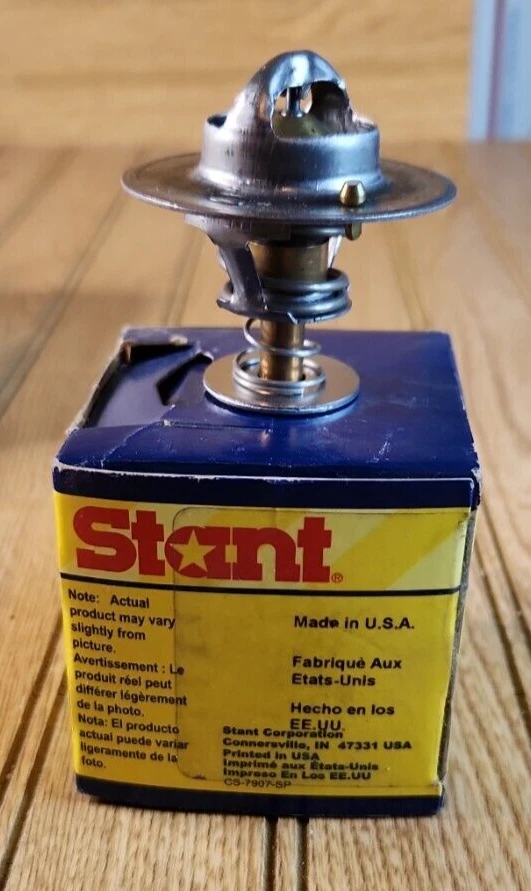 Stant®
Note: Actual
product may vary
slightly from
picture.
Avertissement : Le
produit réel peut
différer légèrement
de la photo.
Nota: El producto
actual puede variar
ligeramente de la
foto.
Made in U.S.A.
Fabriquè Aux
Etats-Unis
Hecho en los
EE.UU.
Stant Corporation
Connersville, IN 47331 USA
Printed in USA
Imprimé aux États-Unis
Impreso En Los EE.UU
CS-7907-SP